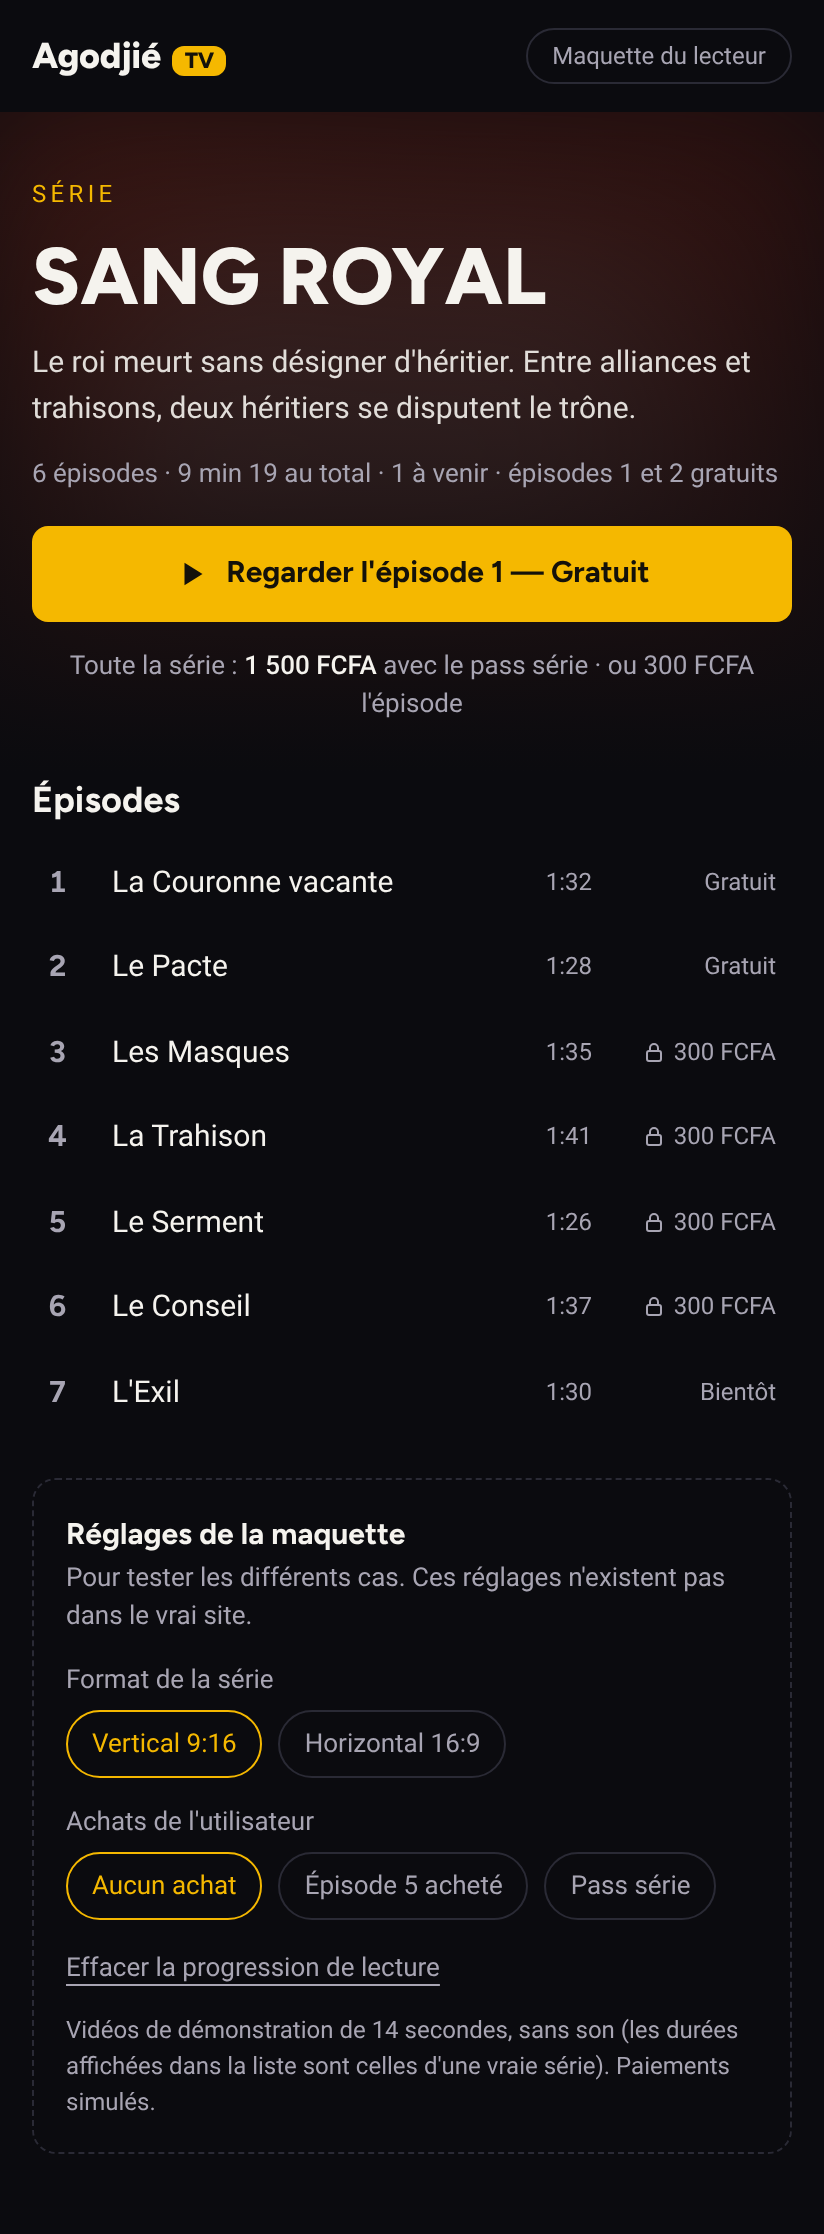 Agodjié TV
Maquette du lecteur
SÉRIE
SANG ROYAL
Le roi meurt sans désigner d'héritier. Entre alliances et
trahisons, deux héritiers se disputent le trône.
6 épisodes · 9 min 19 au total · 1 à venir · épisodes 1 et 2 gratuits
Regarder l'épisode 1 — Gratuit
Toute la série : 1 500 FCFA avec le pass série · ou 300 FCFA
l'épisode
Épisodes
1 La Couronne vacante 1:32 Gratuit
2 Le Pacte 1:28 Gratuit
3 Les Masques 1:35 300 FCFA
4 La Trahison 1:41 300 FCFA
5 Le Serment 1:26 300 FCFA
6 Le Conseil 1:37 300 FCFA
7 L'Exil 1:30 Bientôt
Réglages de la maquette
Pour tester les différents cas. Ces réglages n'existent pas
dans le vrai site.
Format de la série
Vertical 9:16 Horizontal 16:9
Achats de l'utilisateur
Aucun achat Épisode 5 acheté Pass série
Effacer la progression de lecture
Vidéos de démonstration de 14 secondes, sans son (les durées
affichées dans la liste sont celles d'une vraie série). Paiements
simulés.